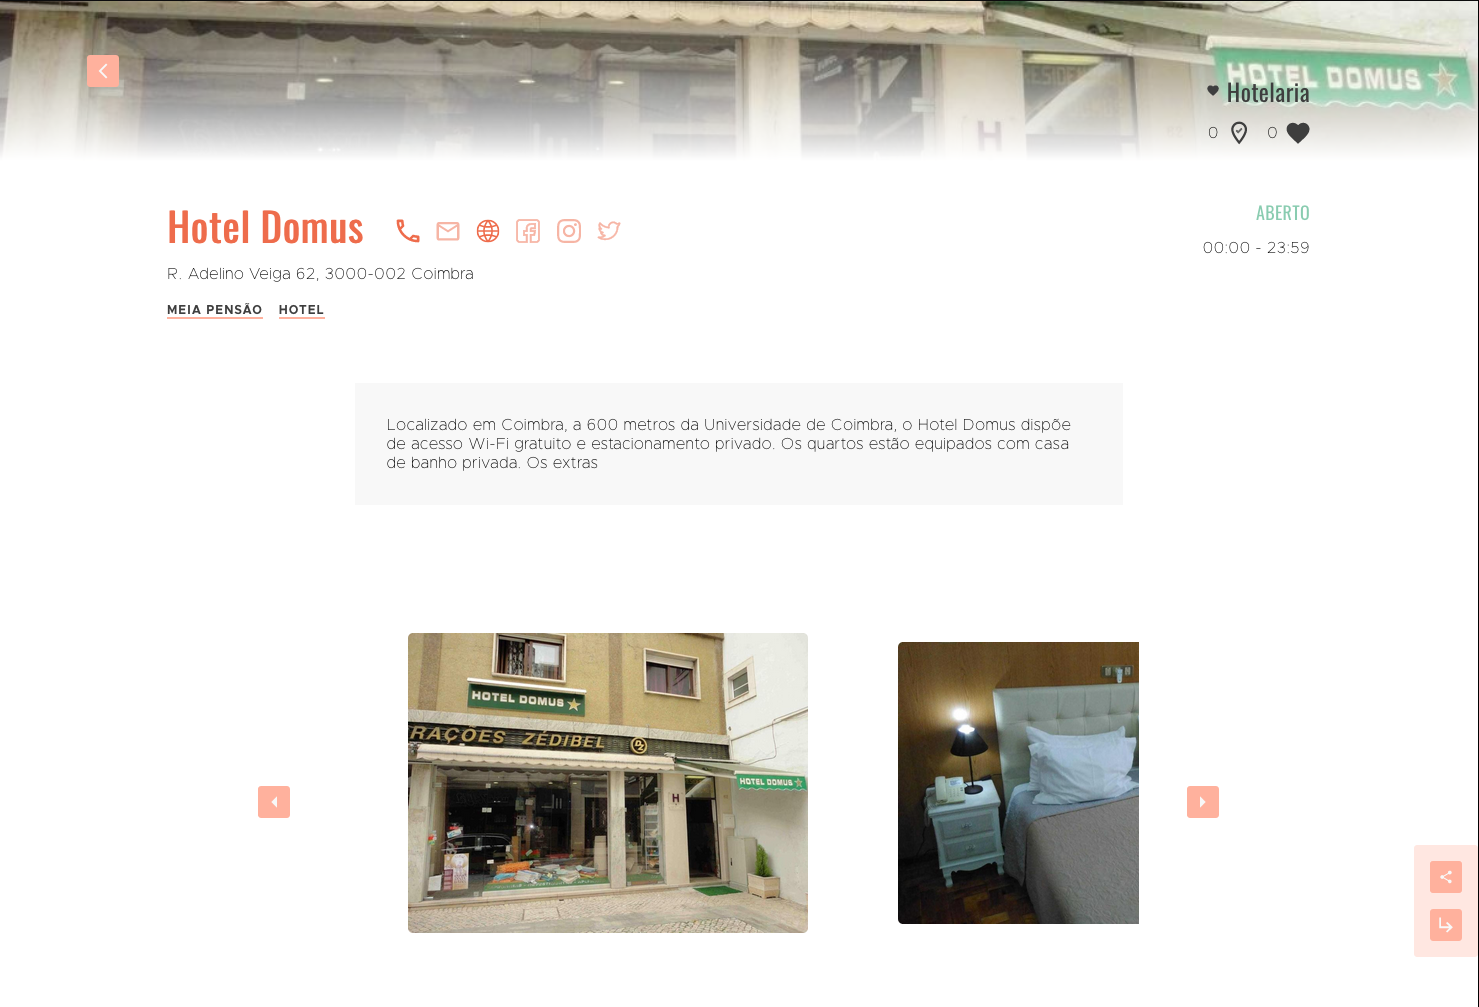 HOTEL DOMUS
Hotelaria
0
0
Hotel Domus
ABERTO
00:00 - 23:59
R. Adelino Veiga 62, 3000-002 Coimbra
MEIA PENSÃO
HOTEL
Localizado em Coimbra, a 600 metros da Universidade de Coimbra, o Hotel Domus dispõe
de acesso Wi-Fi gratuito e estacionamento privado. Os quartos estão equipados com casa
de banho privada. Os extras
HOTEL DOMUS
RAÇÕES ZÉDIBEL
HOTEL DOMUS
H